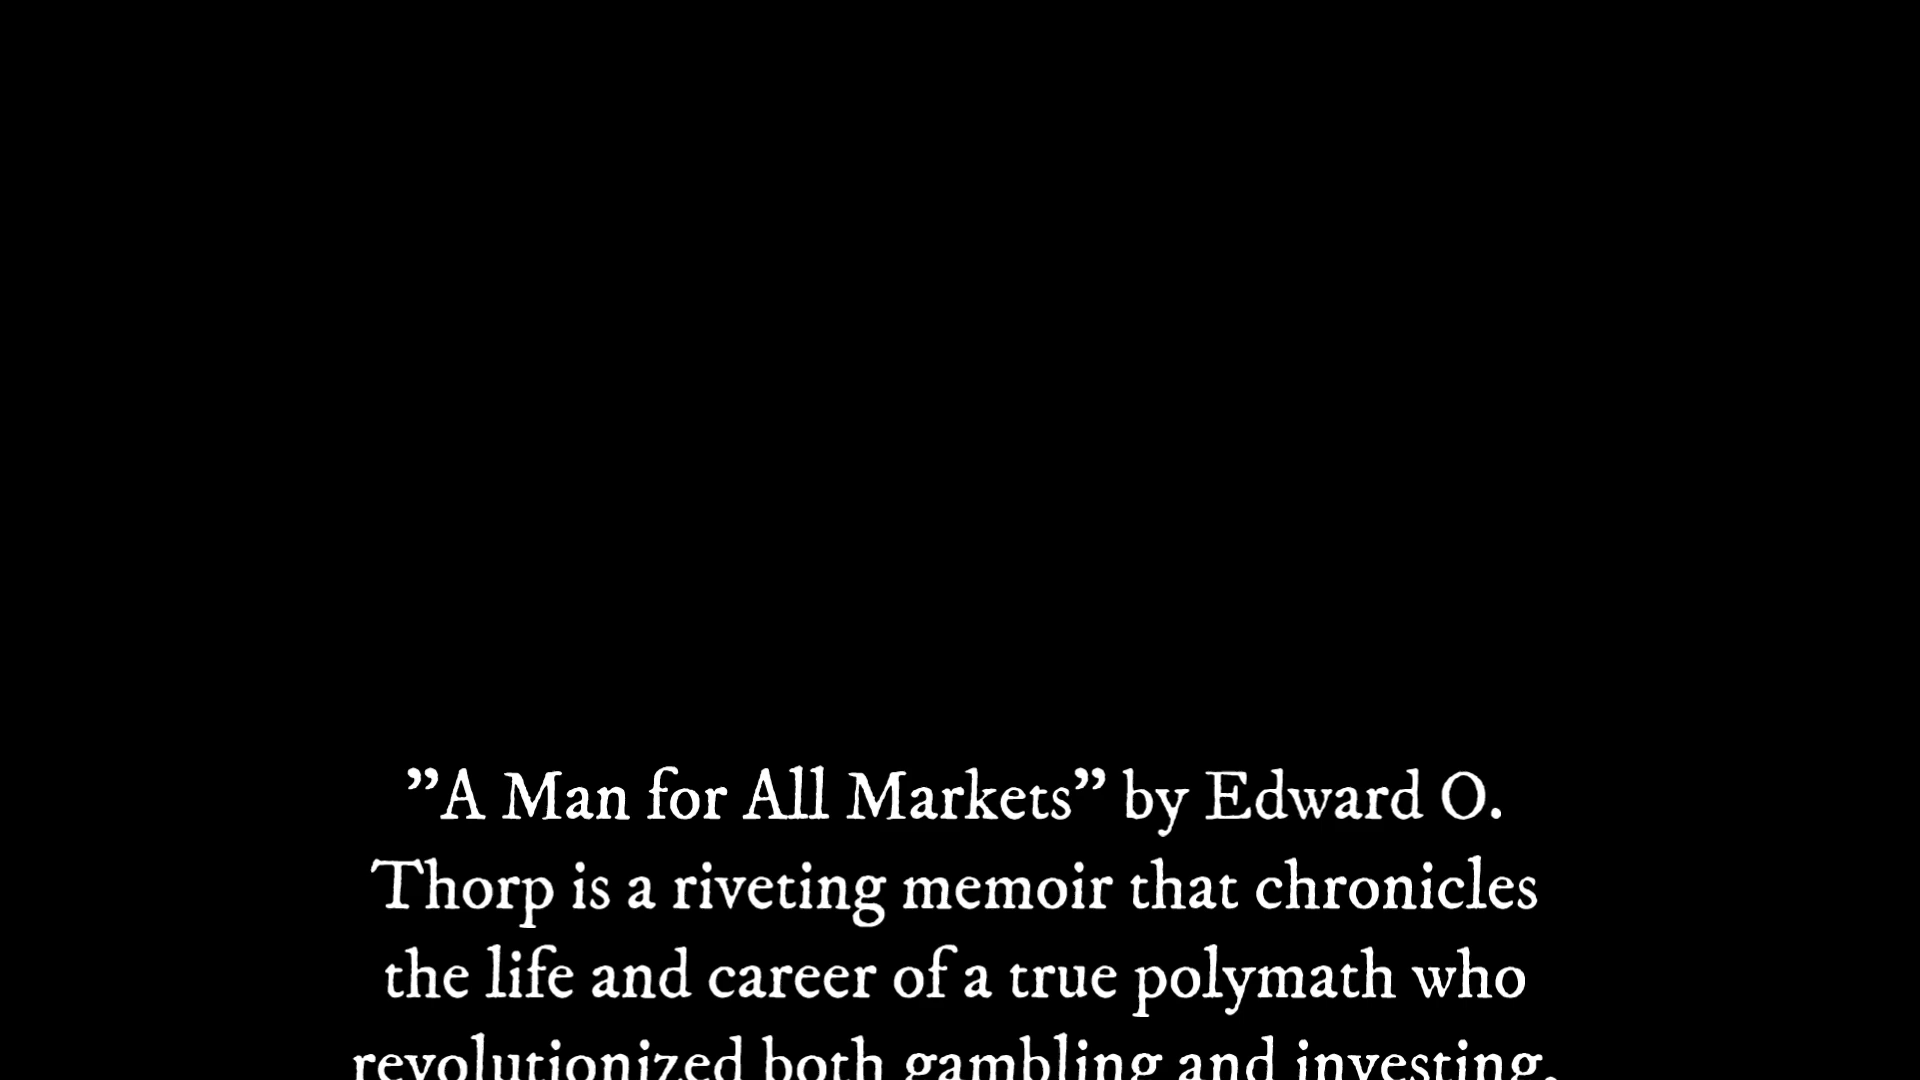 ”A Man for All Markets” by Edward O.
Thorp is a riveting memoir that chronicles
the life and career of a true polymath who
revolutionized both gambling and investing.